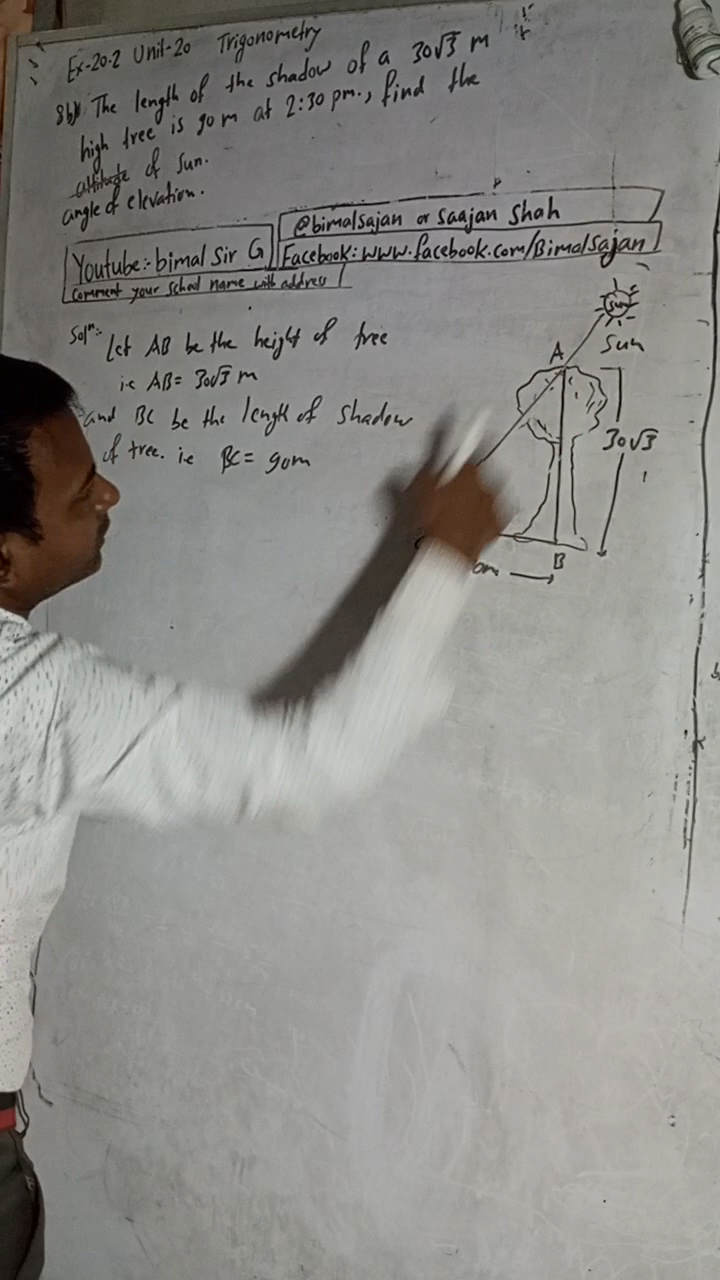 Ex-20.2 Unit-20 Trigonometry
8b) The length of the shadow of a 30√3 m
high tree is 90 m at 2:30 pm., find the
altitude of sun.
angle of elevation.
@bimalsajan or Saajan Shah
Youtube:- bimal Sir G
Facebook: www.facebook.com/Bimalsajan
Comment your school name with address
Solⁿ:-
Let AB be the height of tree
i.e AB = 30√3 m
and BC be the length of shadow
of tree. ie BC = 90m
Sun
Sun
A
30√3
B